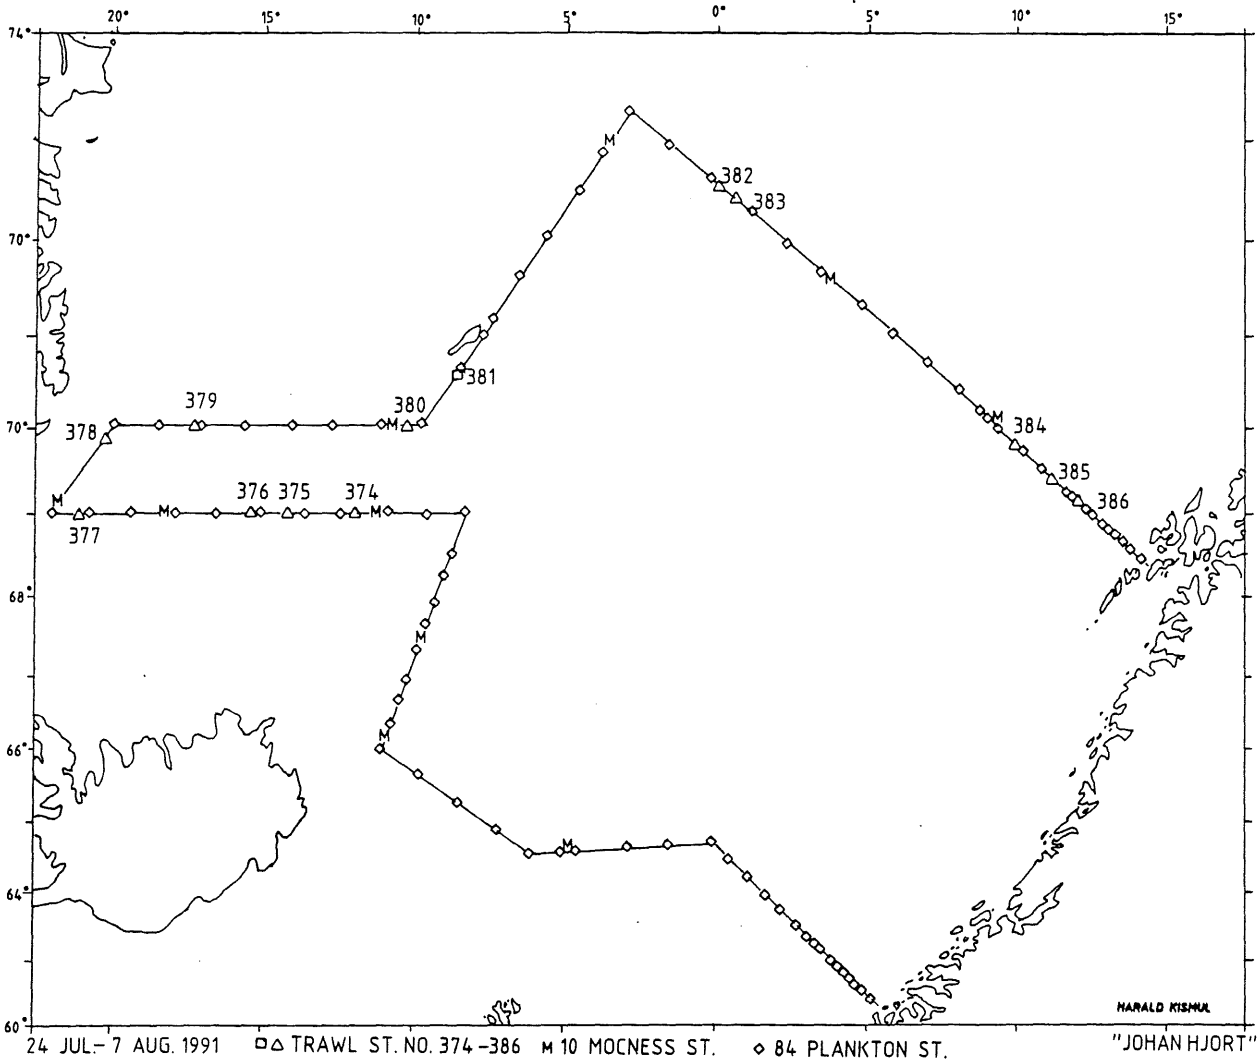 20° 15° 10° 5° 0° 5° 10° 15°
74°
382
383
70°
381
379
380
378
70°
384
385
376 375 374
386
377
68°
66°
64°
60°
M
M
M
M
M
M
M
M
M
M
HARALD KISMUL
24 JUL.- 7 AUG. 1991 TRAWL ST. NO. 374 - 386 M 10 MOCNESS ST. 84 PLANKTON ST. "JOHAN HJORT"